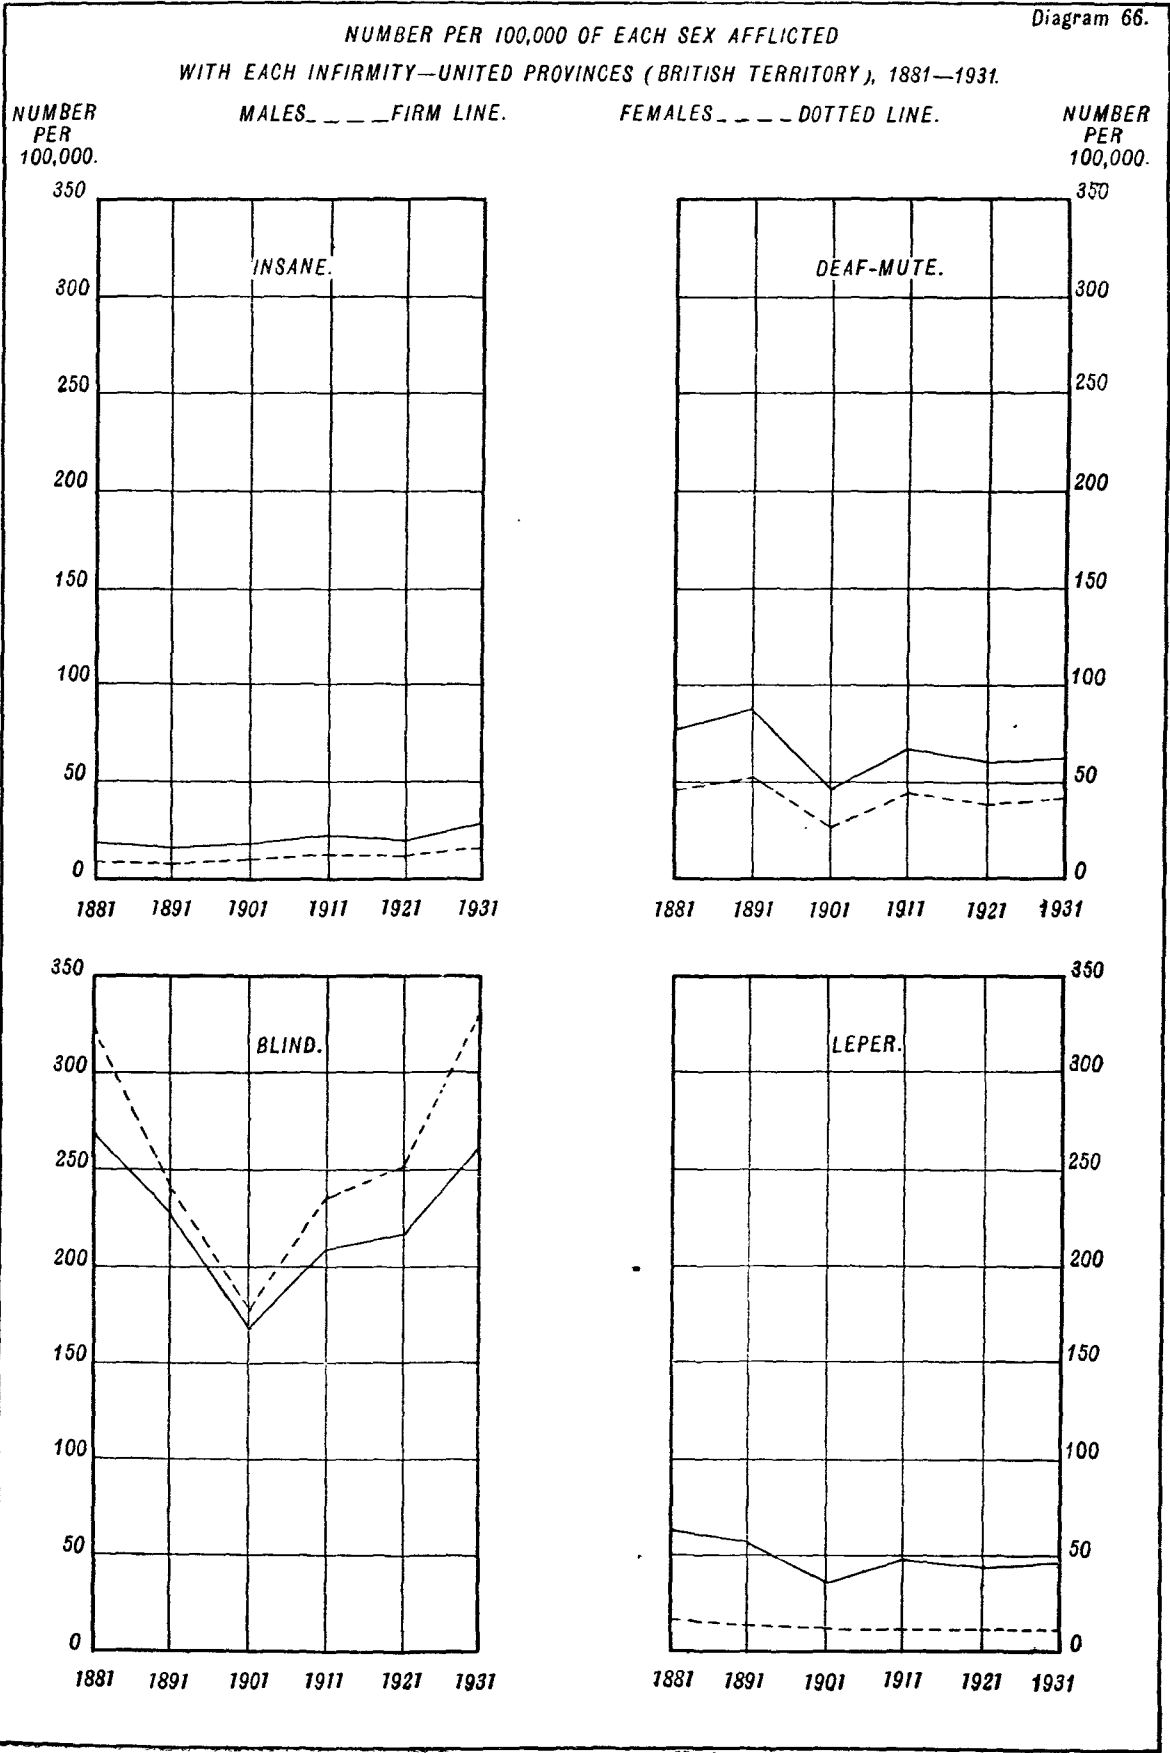 Diagram 66.
NUMBER PER 100,000 OF EACH SEX AFFLICTED
WITH EACH INFIRMITY—UNITED PROVINCES (BRITISH TERRITORY), 1881—1931.
MALES____FIRM LINE.
FEMALES____DOTTED LINE.
NUMBER
PER
100,000.
NUMBER
PER
100,000.
INSANE.
350
300
250
200
150
100
50
0
1881 1891 1901 1911 1921 1931
DEAF-MUTE.
350
300
250
200
150
100
50
0
1881 1891 1901 1911 1921 1931
BLIND.
350
300
250
200
150
100
50
0
1881 1891 1901 1911 1921 1931
LEPER.
350
300
250
200
150
100
50
0
1881 1891 1901 1911 1921 1931